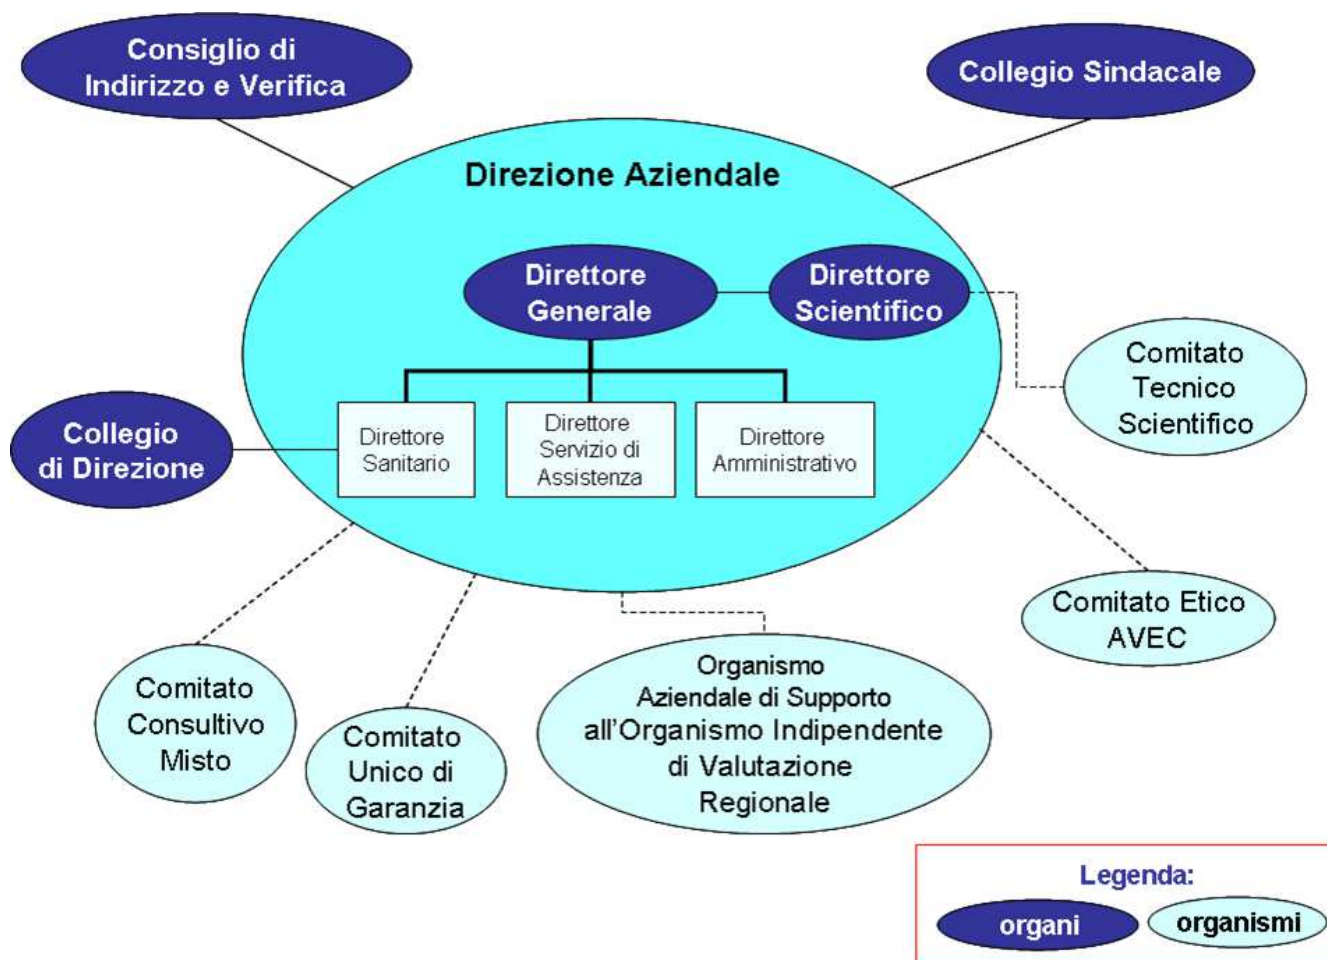 Consiglio di
Indirizzo e Verifica
Collegio Sindacale
Direzione Aziendale
Direttore
Generale
Direttore
Scientifico
Comitato
Tecnico
Scientifico
Collegio
di Direzione
Direttore
Sanitario
Direttore
Servizio di
Assistenza
Direttore
Amministrativo
Comitato Etico
AVEC
Comitato
Consultivo
Misto
Comitato
Unico di
Garanzia
Organismo
Aziendale di Supporto
all'Organismo Indipendente
di Valutazione
Regionale
Legenda:
organi
organismi